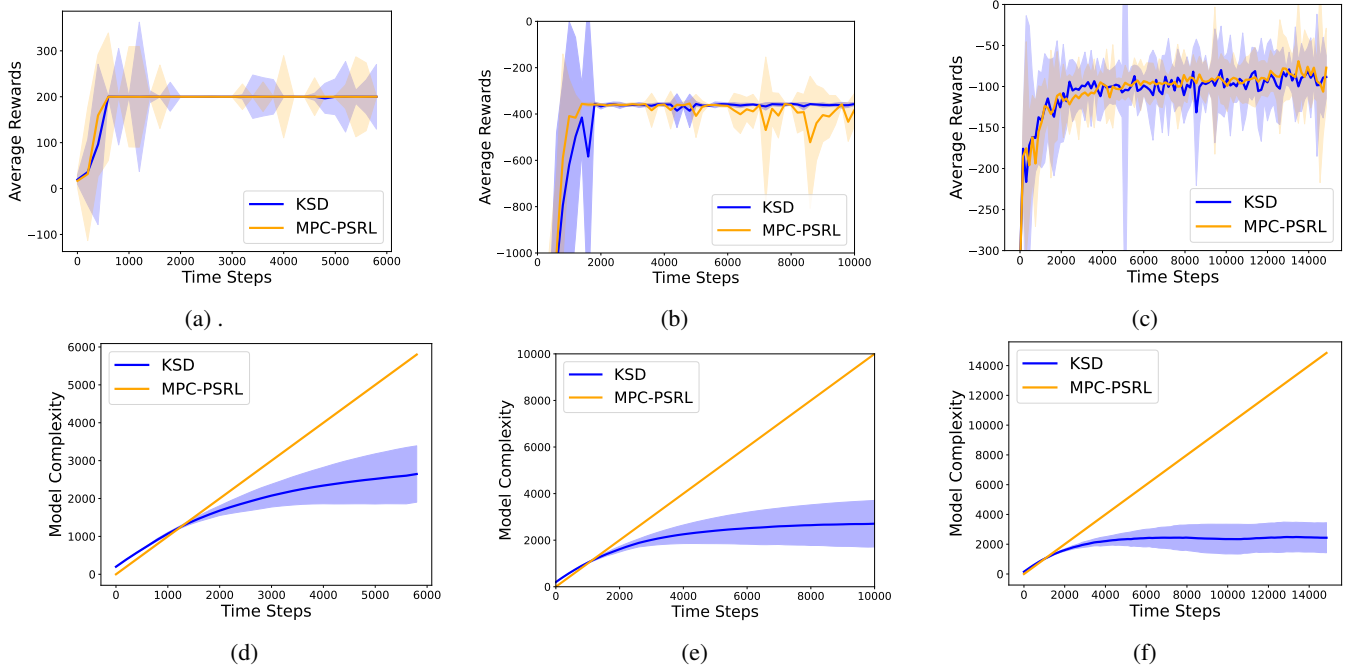 300
200
100
0
−100
0
1000
2000
3000
4000
5000
6000
Average Rewards
Time Steps
KSD
MPC-PSRL
(a) .
0
−200
−400
−600
−800
−1000
0
2000
4000
6000
8000
10000
Average Rewards
Time Steps
KSD
MPC-PSRL
(b)
0
−50
−100
−150
−200
−250
−300
0
2000
4000
6000
8000
10000
12000
14000
Average Rewards
Time Steps
KSD
MPC-PSRL
(c)
6000
5000
4000
3000
2000
1000
0
0
1000
2000
3000
4000
5000
6000
Model Complexity
Time Steps
KSD
MPC-PSRL
(d)
10000
8000
6000
4000
2000
0
0
2000
4000
6000
8000
10000
Model Complexity
Time Steps
KSD
MPC-PSRL
(e)
14000
12000
10000
8000
6000
4000
2000
0
0
2000
4000
6000
8000
10000
12000
14000
Model Complexity
Time Steps
KSD
MPC-PSRL
(f)